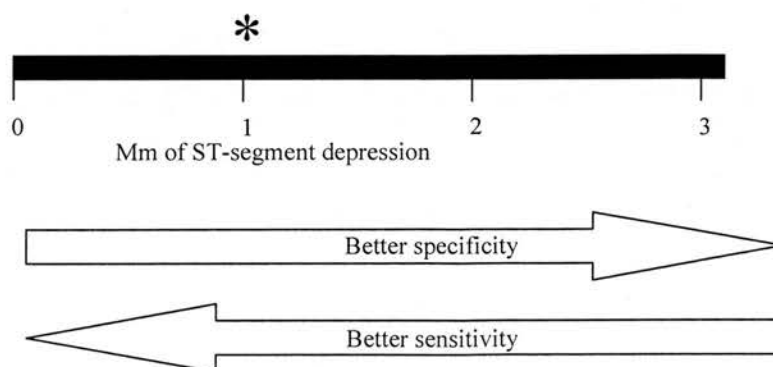 *
0 1 2 3
Mm of ST-segment depression
Better specificity
Better sensitivity